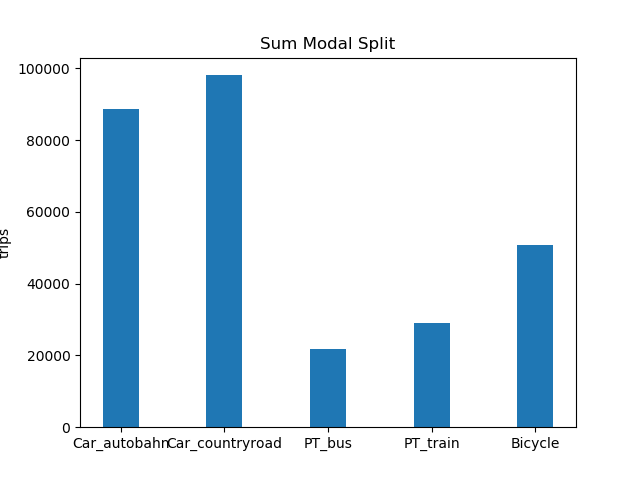 Sum Modal Split
100000
80000
60000
40000
20000
0
trips
Car_autobahn Car_countryroad PT_bus PT_train Bicycle